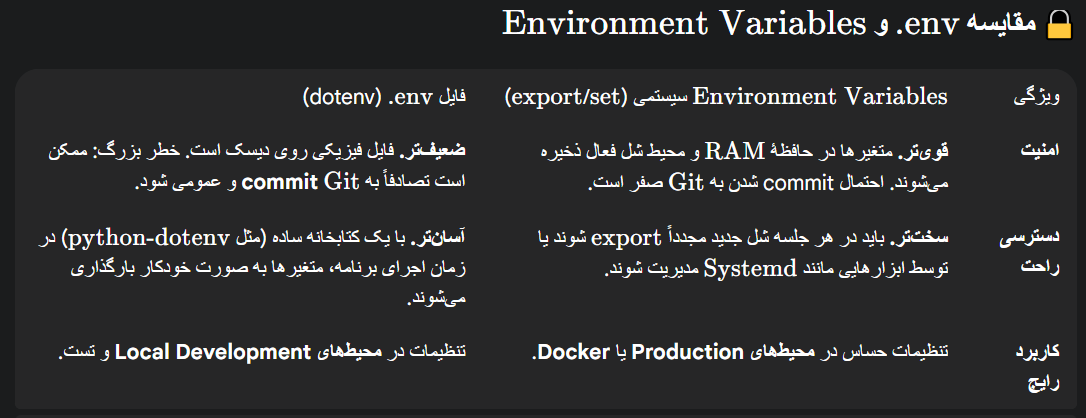 🔒 مقایسه .env و Environment Variables
ویژگی
Environment Variables سیستمی (export/set)
فایل .env (dotenv)
امنیت
قوی‌تر. متغیرها در حافظهٔ RAM و محیط شل فعال ذخیره
می‌شوند. احتمال commit شدن به Git صفر است.
ضعیف‌تر. فایل فیزیکی روی دیسک است. خطر بزرگ: ممکن
است تصادفاً به Git commit و عمومی شود.
دسترسی
راحت
سخت‌تر. باید در هر جلسه شل جدید مجدداً export شوند یا
توسط ابزارهایی مانند Systemd مدیریت شوند.
آسان‌تر. با یک کتابخانه ساده (مثل python-dotenv) در
زمان اجرای برنامه، متغیرها به صورت خودکار بارگذاری
می‌شوند.
کاربرد
رایج
تنظیمات حساس در محیط‌های Production یا Docker.
تنظیمات در محیط‌های Local Development و تست.